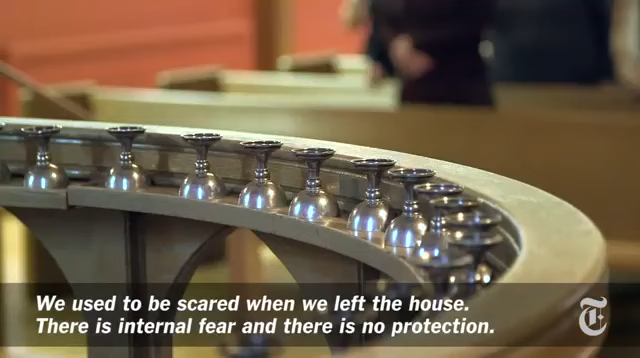 We used to be scared when we left the house.
There is internal fear and there is no protection.
T